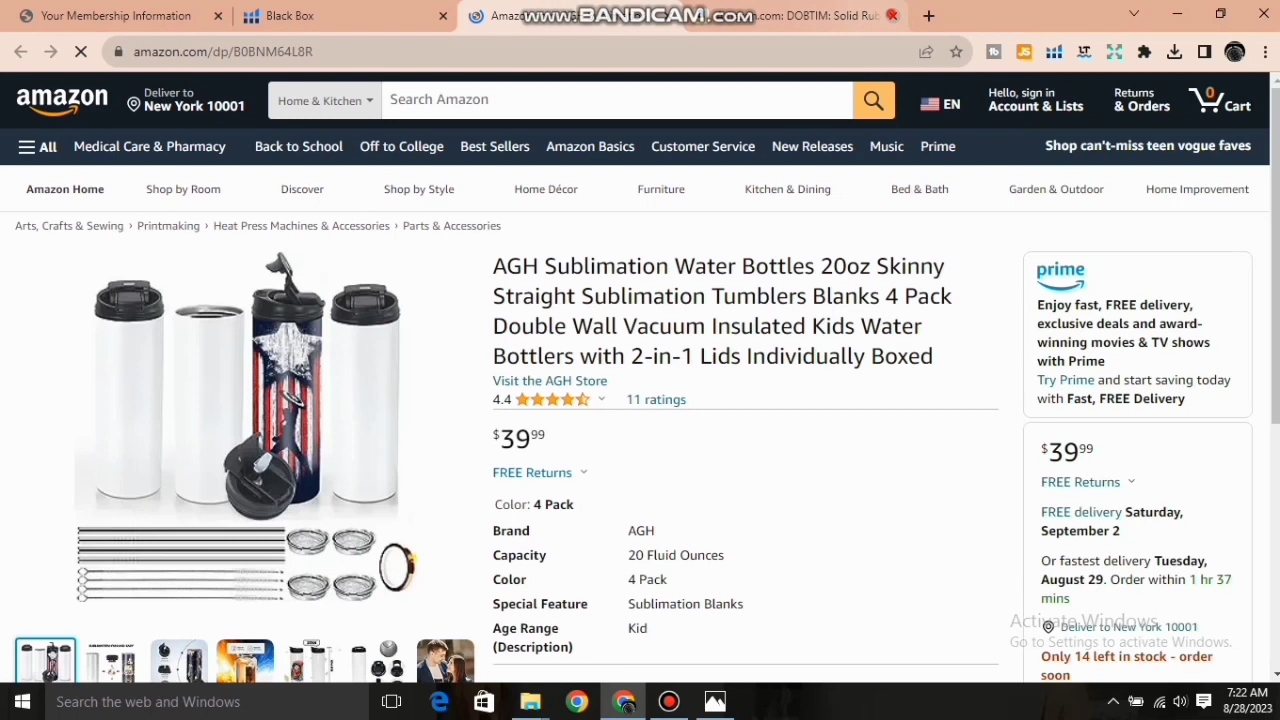 Your Membership Information
Black Box
Amazo
www.BANDICAM.com
.com: DOBTIM: Solid Rub
amazon.com/dp/B0BNM64L8R
amazon
Deliver to
New York 10001
Home & Kitchen
Search Amazon
EN
Hello, sign in
Account & Lists
Returns
& Orders
0
Cart
All
Medical Care & Pharmacy
Back to School
Off to College
Best Sellers
Amazon Basics
Customer Service
New Releases
Music
Prime
Shop can't-miss teen vogue faves
Amazon Home
Shop by Room
Discover
Shop by Style
Home Décor
Furniture
Kitchen & Dining
Bed & Bath
Garden & Outdoor
Home Improvement
Arts, Crafts & Sewing › Printmaking › Heat Press Machines & Accessories › Parts & Accessories
AGH Sublimation Water Bottles 20oz Skinny
Straight Sublimation Tumblers Blanks 4 Pack
Double Wall Vacuum Insulated Kids Water
Bottlers with 2-in-1 Lids Individually Boxed
Visit the AGH Store
4.4
11 ratings
$39.99
FREE Returns
Color: 4 Pack
Brand AGH
Capacity 20 Fluid Ounces
Color 4 Pack
Special Feature Sublimation Blanks
Age Range Kid
(Description)
prime
Enjoy fast, FREE delivery,
exclusive deals and award-
winning movies & TV shows
with Prime
Try Prime and start saving today
with Fast, FREE Delivery
$39.99
FREE Returns
FREE delivery Saturday,
September 2
Or fastest delivery Tuesday,
August 29. Order within 1 hr 37
mins
Activate Windows
Deliver to New York 10001
Go to Settings to activate Windows.
Only 14 left in stock - order
soon
Search the web and Windows
7:22 AM
8/28/2023